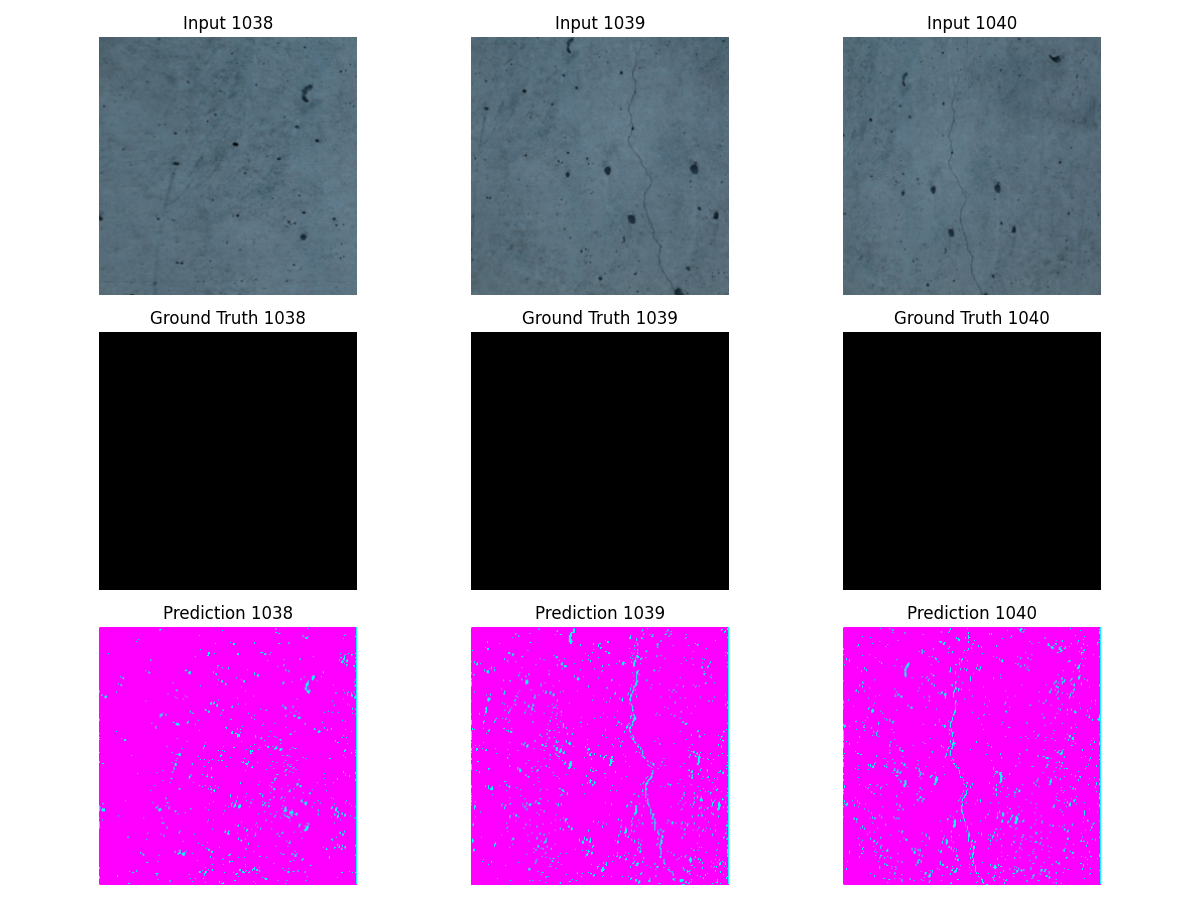 Input 1038
Input 1039
Input 1040
Ground Truth 1038
Ground Truth 1039
Ground Truth 1040
Prediction 1038
Prediction 1039
Prediction 1040